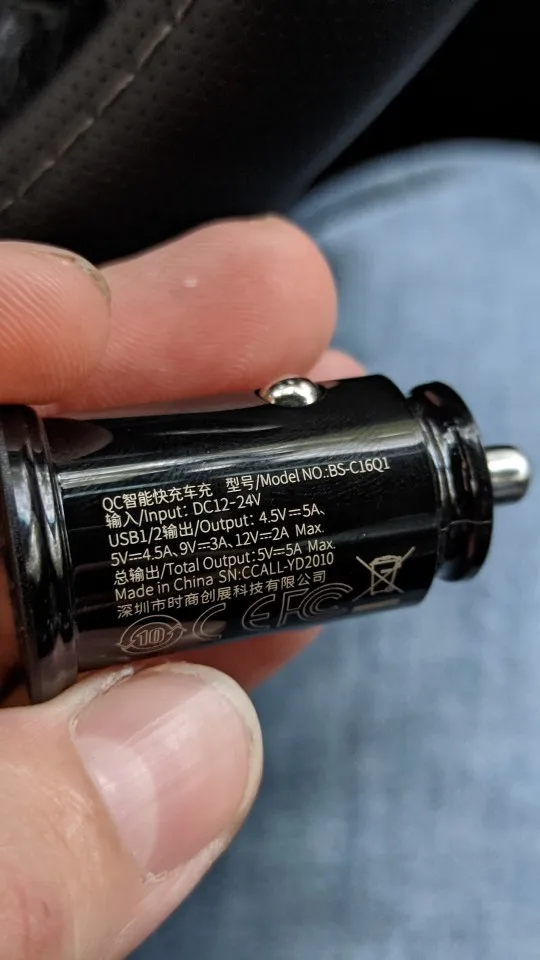 QC智能快充车充 型号/Model NO.:BS-C16Q1
输入/Input: DC12-24V
USB1/2输出/Output: 4.5V⎓5A、
5V⎓4.5A、9V⎓3A、12V⎓2A Max.
总输出/Total Output:5V⎓5A Max.
Made in China SN:CCALL-YD2010
深圳市时商创展科技有限公司
10 CE FC